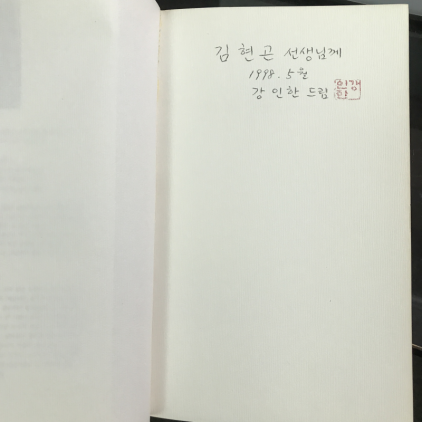 김현곤 선생님께
1998. 5월
강인한 드림